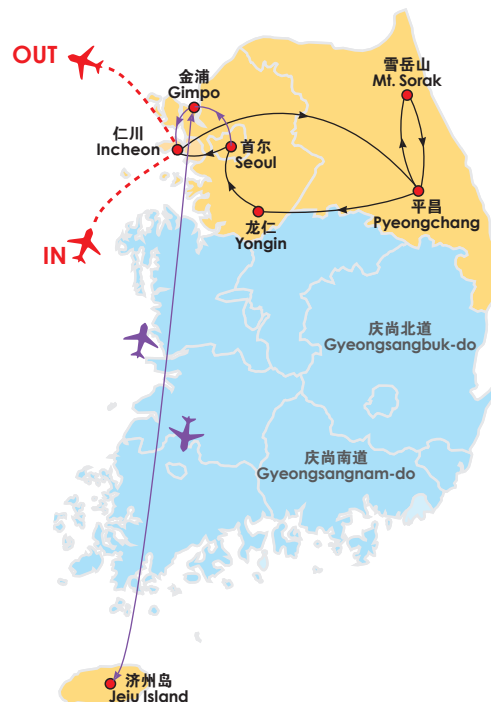 OUT
金浦
Gimpo
雪岳山
Mt. Sorak
仁川
Incheon
首尔
Seoul
平昌
Pyeongchang
龙仁
Yongin
IN
庆尚北道
Gyeongsangbuk-do
庆尚南道
Gyeongsangnam-do
济州岛
Jeju Island